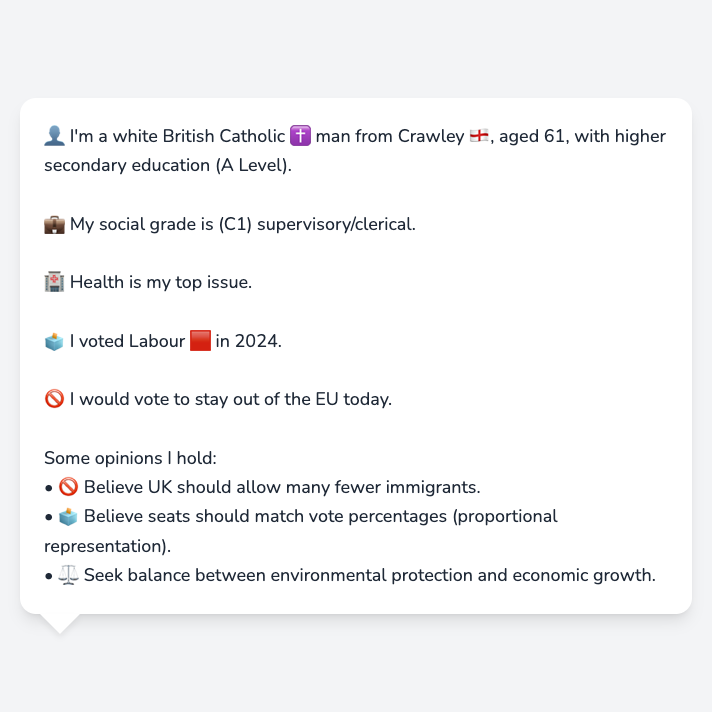 👤 I'm a white British Catholic ✝️ man from Crawley 🏴󠁧󠁢󠁥󠁮󠁧󠁿, aged 61, with higher
secondary education (A Level).
💼 My social grade is (C1) supervisory/clerical.
🏥 Health is my top issue.
🗳️ I voted Labour 🟥 in 2024.
🚫 I would vote to stay out of the EU today.
Some opinions I hold:
• 🚫 Believe UK should allow many fewer immigrants.
• 🗳️ Believe seats should match vote percentages (proportional
representation).
• ⚖️ Seek balance between environmental protection and economic growth.